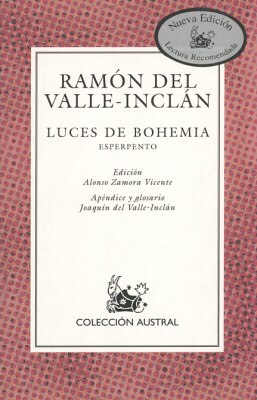 Nueva Edición
Lectura Recomendada
RAMÓN DEL
VALLE-INCLÁN
LUCES DE BOHEMIA
ESPERPENTO
Edición
Alonso Zamora Vicente
Apéndice y glosario
Joaquín del Valle-Inclán
COLECCIÓN AUSTRAL